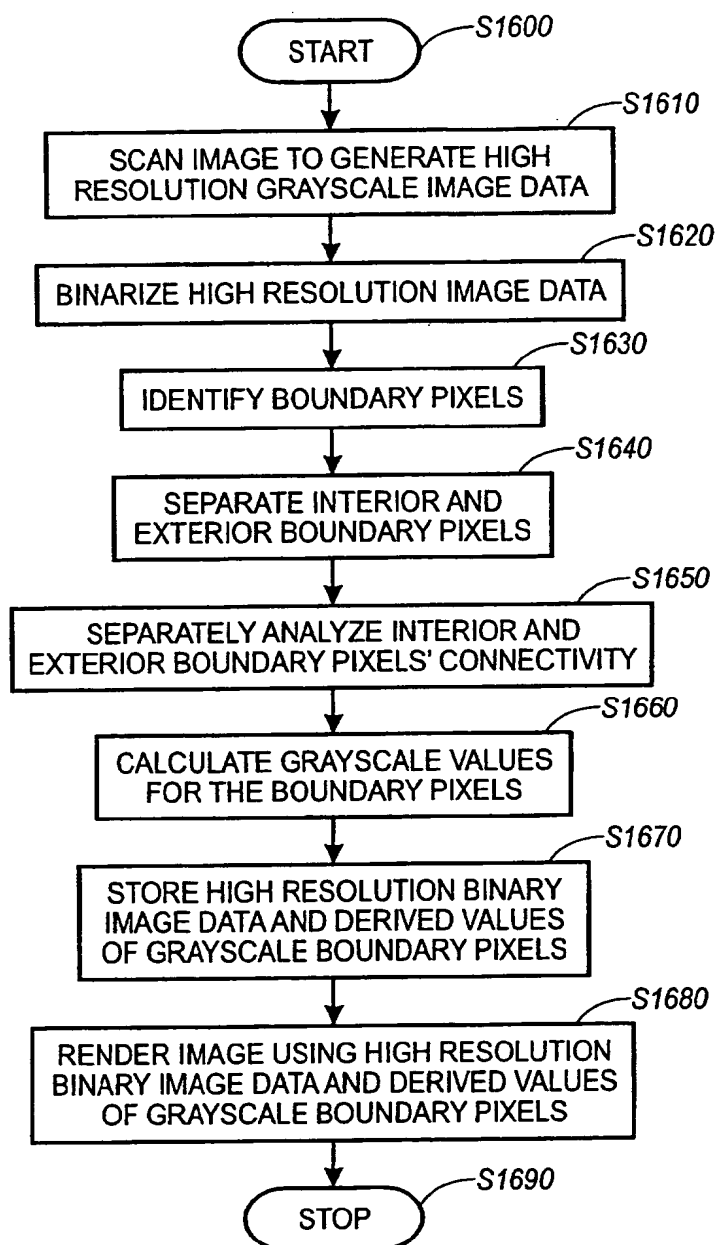 START
S1600
S1610
SCAN IMAGE TO GENERATE HIGH
RESOLUTION GRAYSCALE IMAGE DATA
S1620
BINARIZE HIGH RESOLUTION IMAGE DATA
S1630
IDENTIFY BOUNDARY PIXELS
S1640
SEPARATE INTERIOR AND
EXTERIOR BOUNDARY PIXELS
S1650
SEPARATELY ANALYZE INTERIOR AND
EXTERIOR BOUNDARY PIXELS' CONNECTIVITY
S1660
CALCULATE GRAYSCALE VALUES
FOR THE BOUNDARY PIXELS
S1670
STORE HIGH RESOLUTION BINARY
IMAGE DATA AND DERIVED VALUES
OF GRAYSCALE BOUNDARY PIXELS
S1680
RENDER IMAGE USING HIGH RESOLUTION
BINARY IMAGE DATA AND DERIVED VALUES
OF GRAYSCALE BOUNDARY PIXELS
S1690
STOP